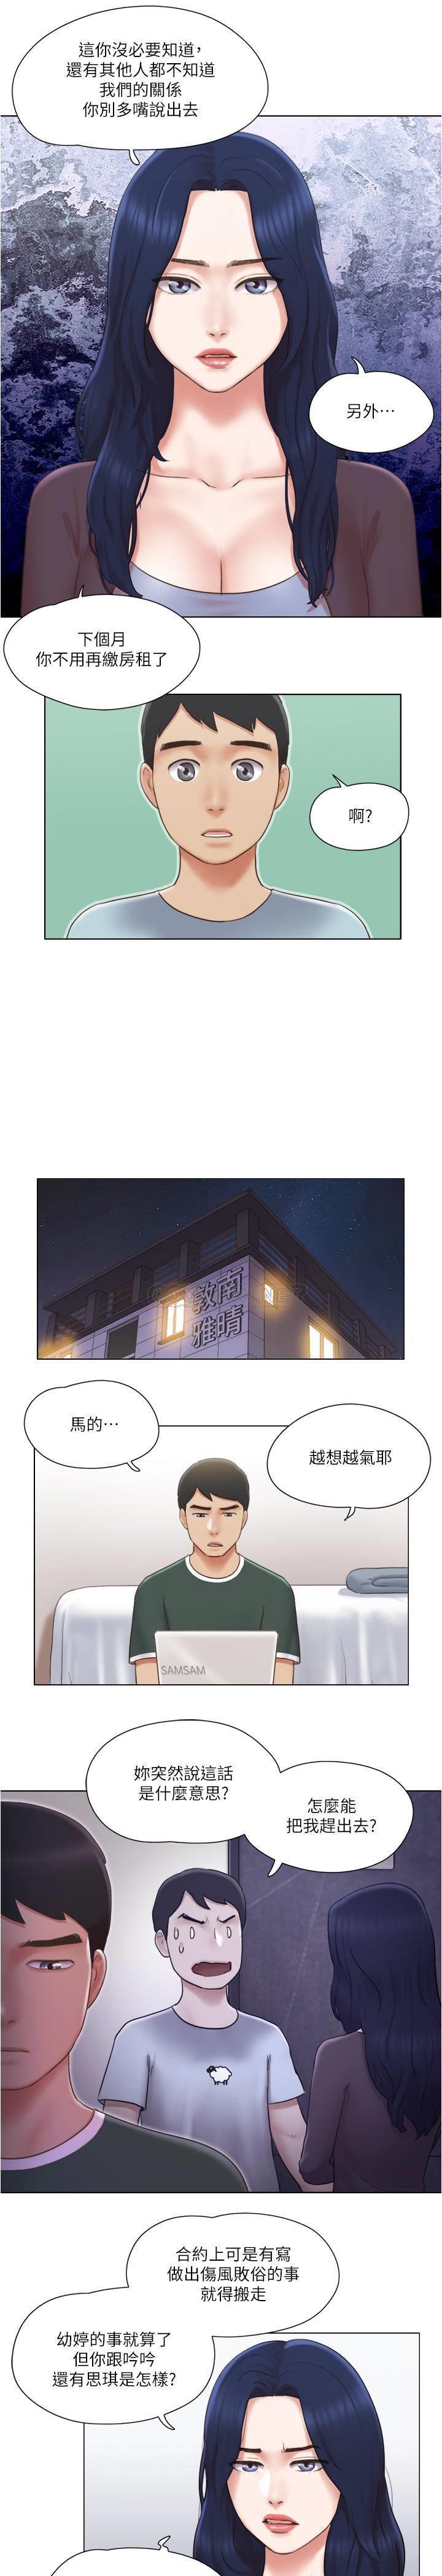 這你沒必要知道，
還有其他人都不知道
我們的關係
你別多嘴說出去
另外⋯
下個月
你不用再繳房租了
啊?
敦南
雅晴
馬的⋯
越想越氣耶
SAMSAM
妳突然說這話
是什麼意思?
怎麼能
把我趕出去?
合約上可是有寫
做出傷風敗俗的事
就得搬走
幼婷的事就算了
但你跟吟吟
還有思琪是怎樣?